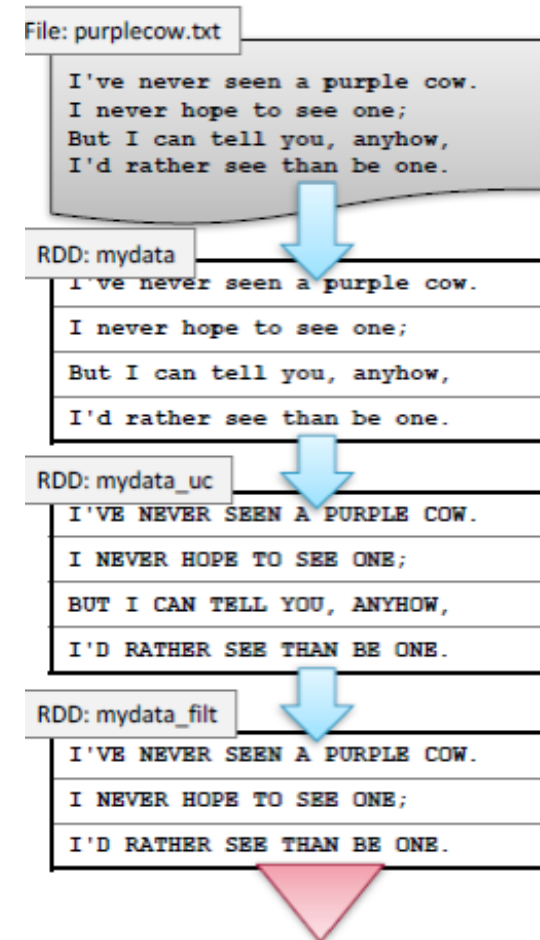 File: purplecow.txt
I've never seen a purple cow.
I never hope to see one;
But I can tell you, anyhow,
I'd rather see than be one.
RDD: mydata
I've never seen a purple cow.
I never hope to see one;
But I can tell you, anyhow,
I'd rather see than be one.
RDD: mydata_uc
I'VE NEVER SEEN A PURPLE COW.
I NEVER HOPE TO SEE ONE;
BUT I CAN TELL YOU, ANYHOW,
I'D RATHER SEE THAN BE ONE.
RDD: mydata_filt
I'VE NEVER SEEN A PURPLE COW.
I NEVER HOPE TO SEE ONE;
I'D RATHER SEE THAN BE ONE.